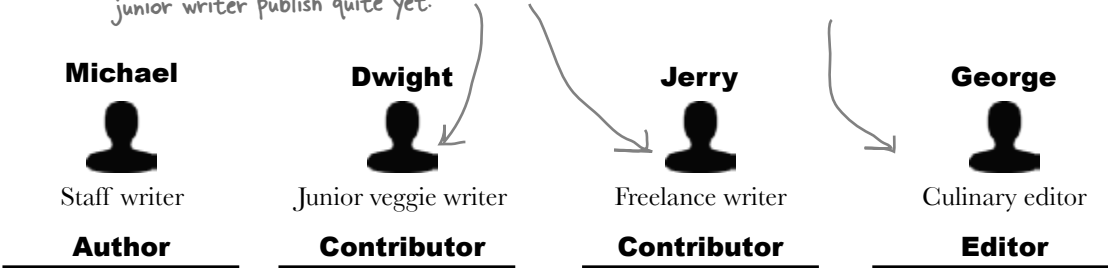 junior writer publish quite yet.
Michael
Dwight
Jerry
George
Staff writer
Junior veggie writer
Freelance writer
Culinary editor
Author
Contributor
Contributor
Editor